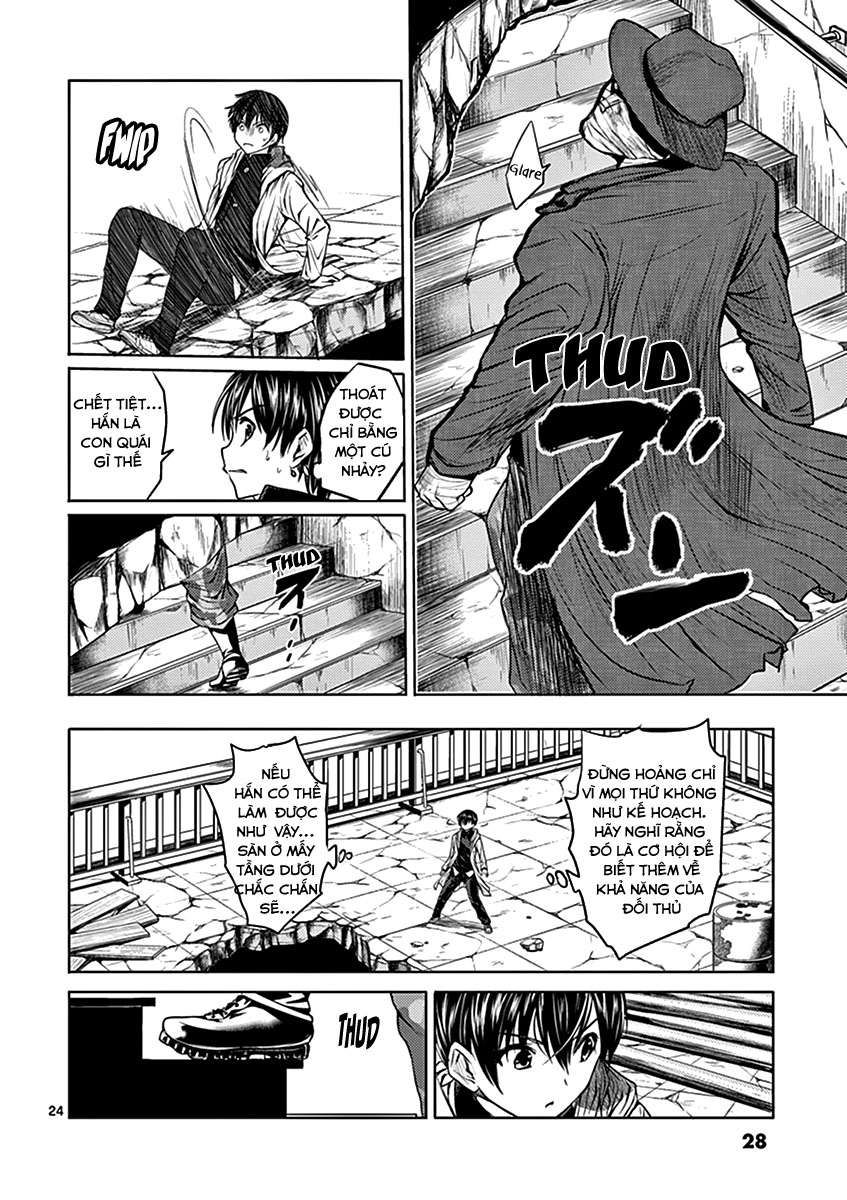 Glare
THUD
ズン
FWIP
THOÁT
ĐƯỢC
CHỈ BẰNG
MỘT CÚ
NHẢY?
CHẾT TIỆT...
HẮN LÀ
CON QUÁI
GÌ THẾ
THUD
ズン
ĐỪNG HOẢNG CHỈ
VÌ MỌI THỨ KHÔNG
NHƯ KẾ HOẠCH.
HÃY NGHĨ RẰNG
ĐÓ LÀ CƠ HỘI ĐỂ
BIẾT THÊM VỀ
KHẢ NĂNG CỦA
ĐỐI THỦ
NẾU
HẮN CÓ THỂ
LÀM ĐƯỢC
NHƯ VẬY...
SÀN Ở MẤY
TẦNG DƯỚI
CHẮC CHẮN
SẼ...
THUD
24
28